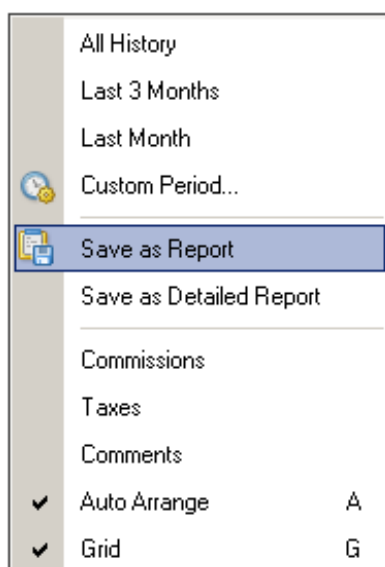 All History
Last 3 Months
Last Month
Custom Period...
Save as Report
Save as Detailed Report
Commissions
Taxes
Comments
Auto Arrange A
Grid G